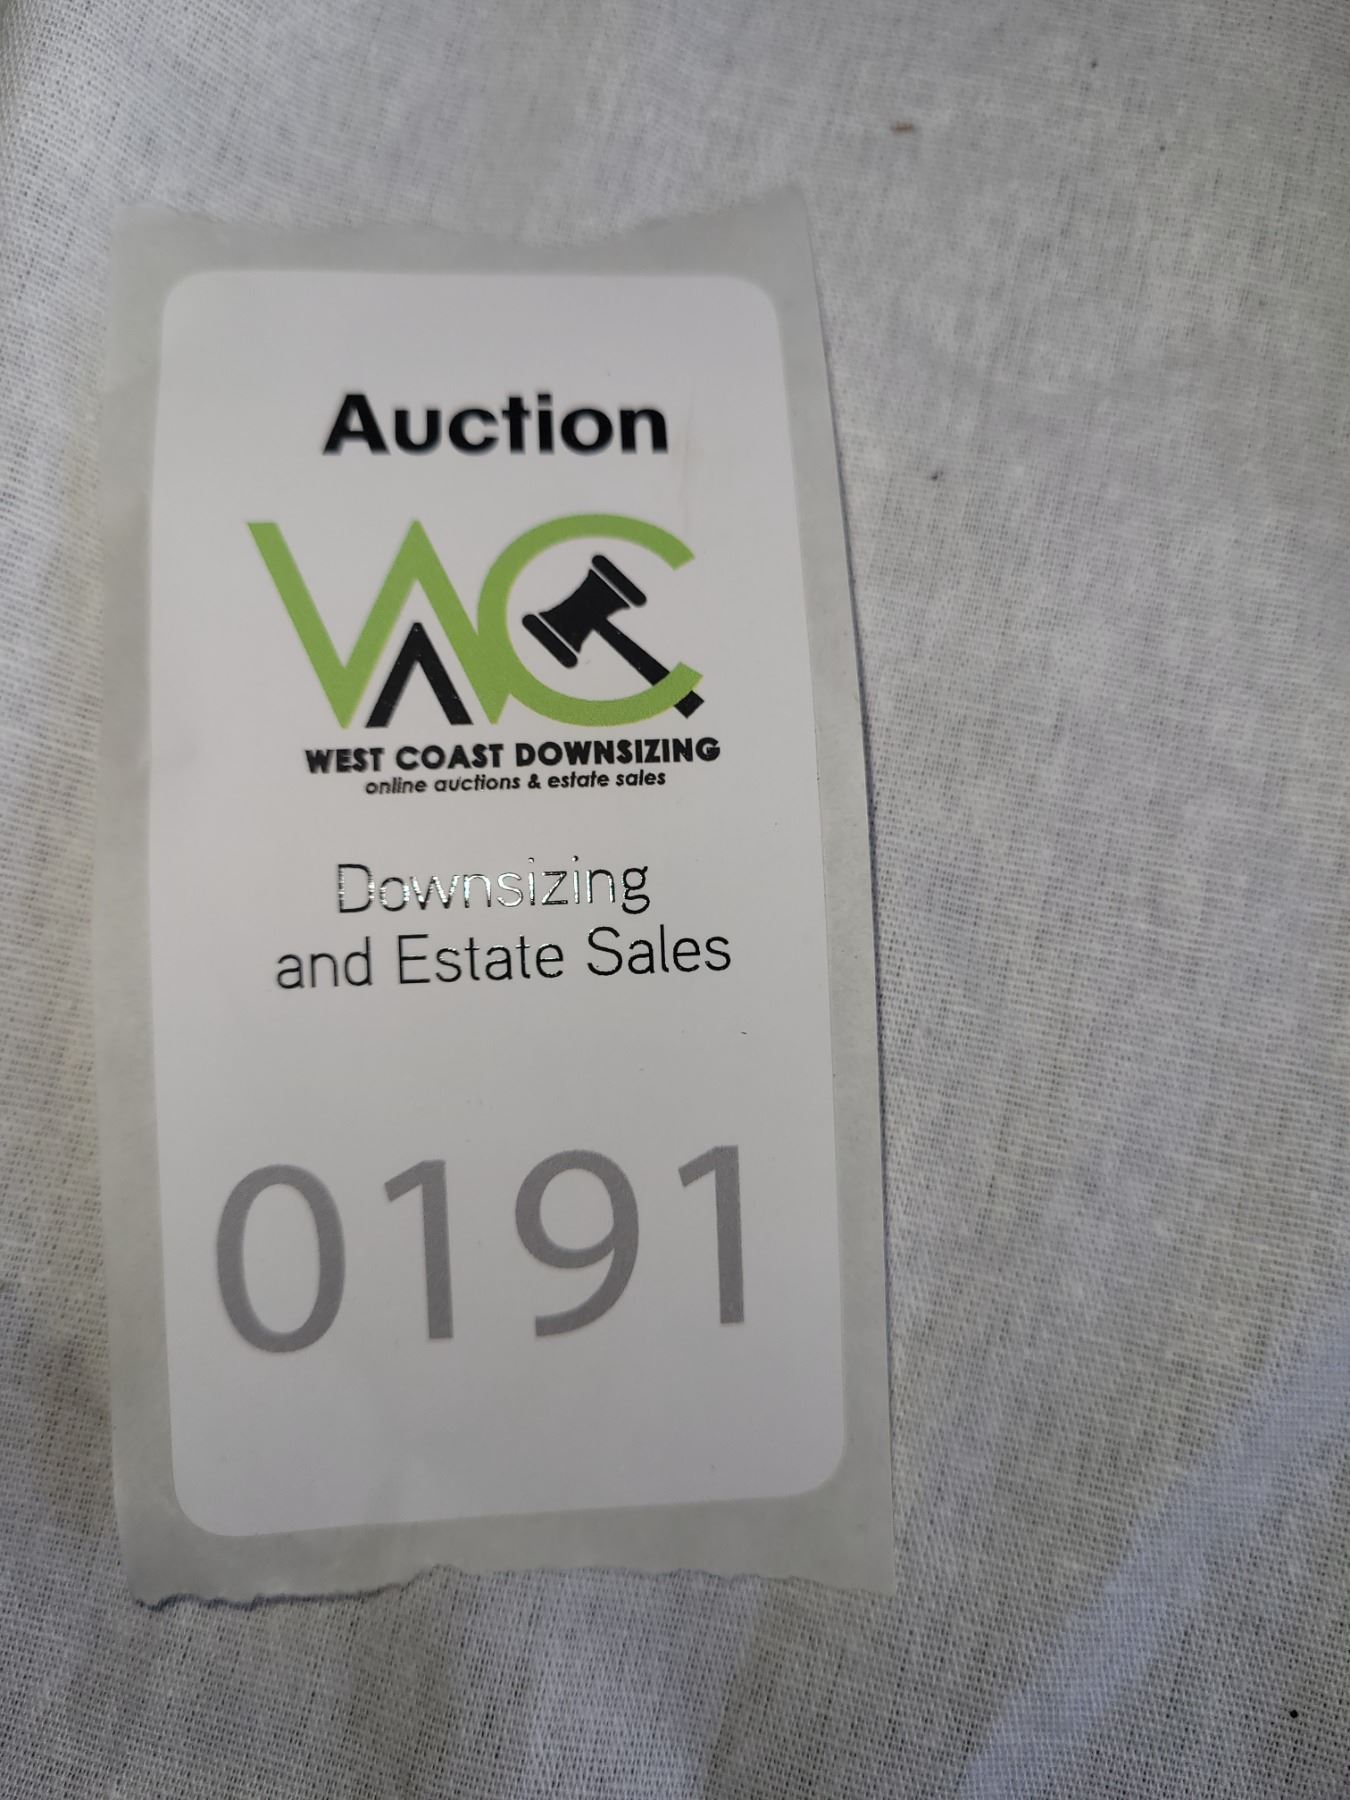 Auction
WC
WEST COAST DOWNSIZING
online auctions & estate sales
Downsizing
and Estate Sales
0191